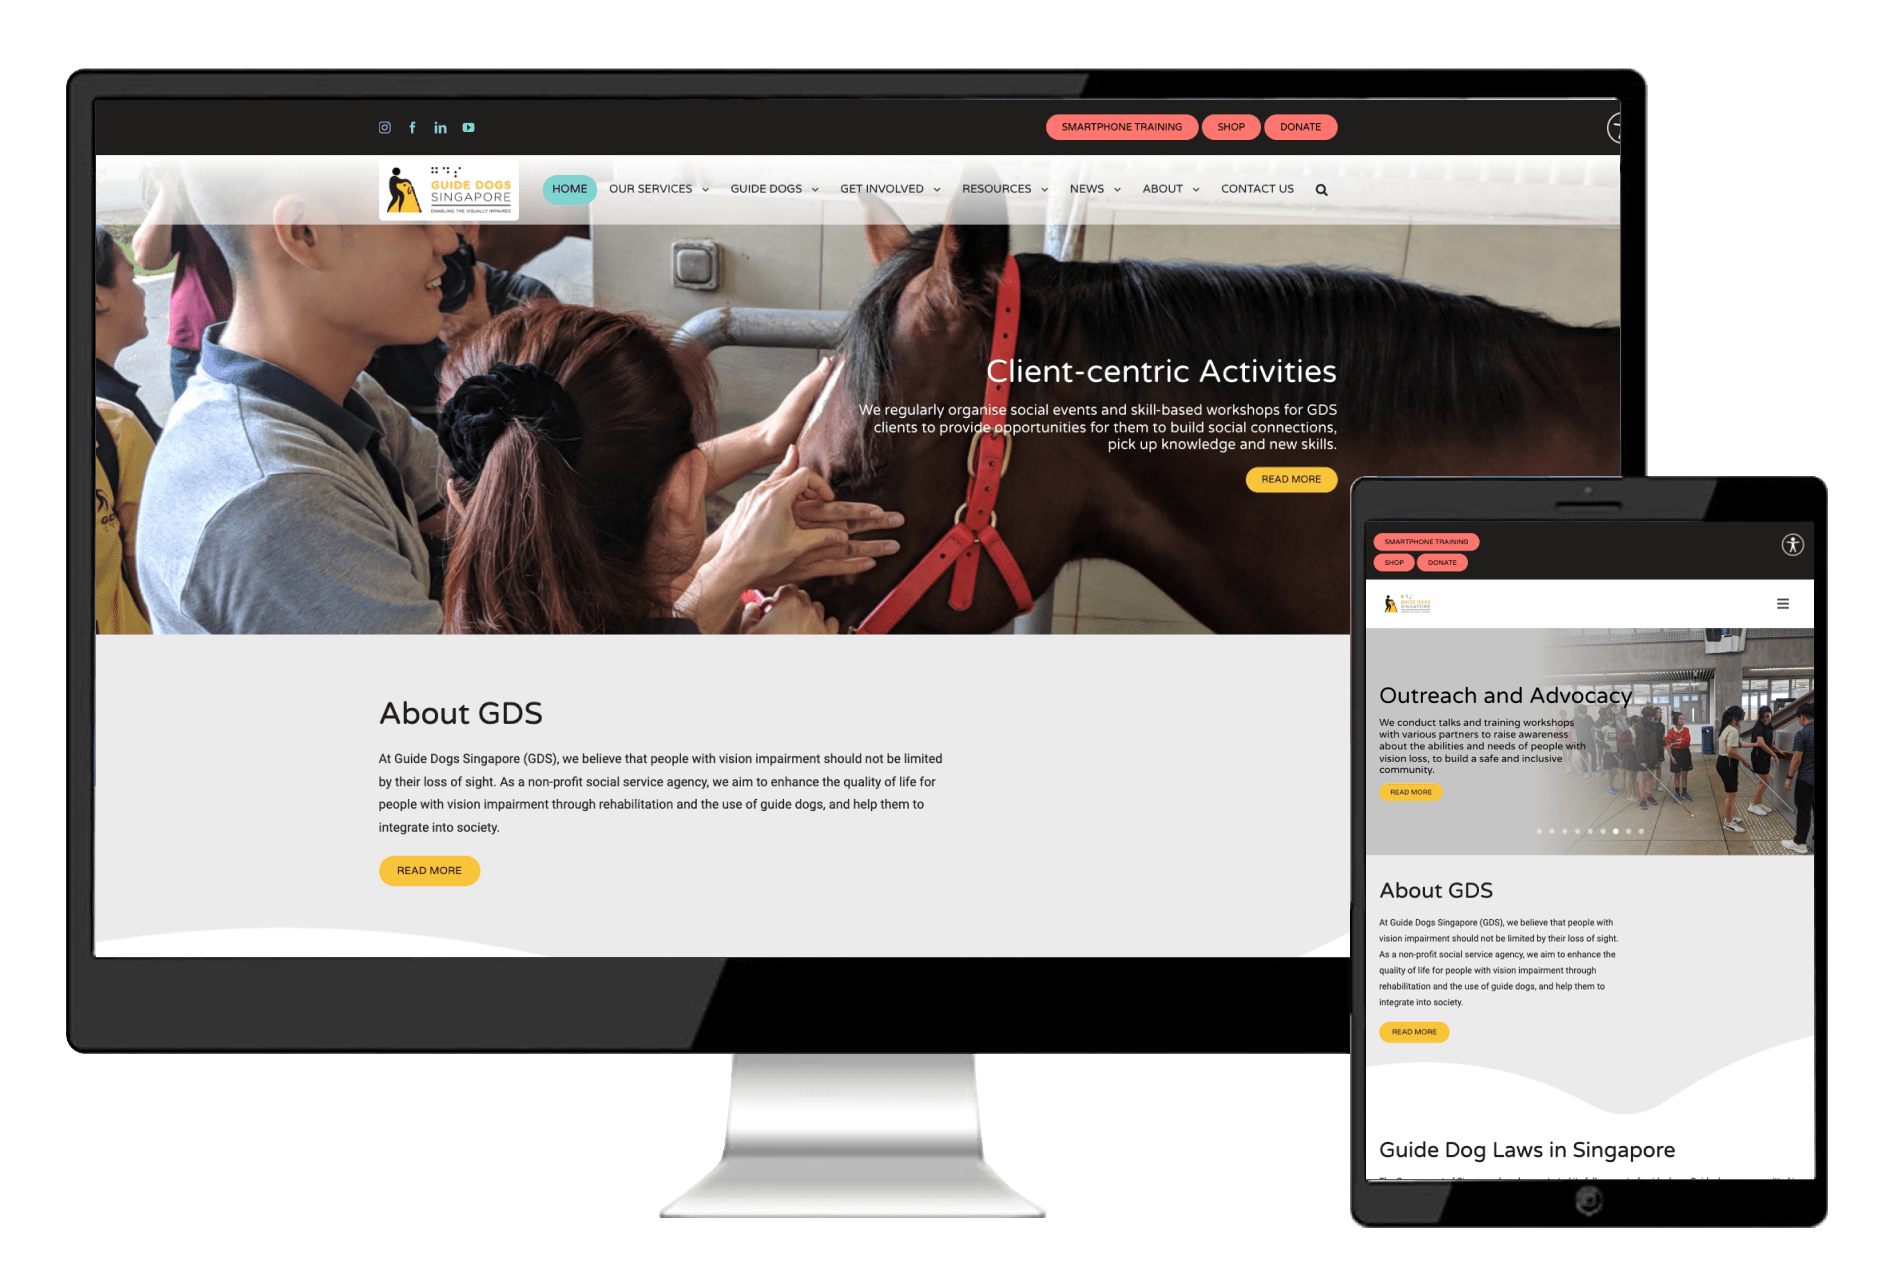 SMARTPHONE TRAINING SHOP DONATE
GUIDE DOGS
SINGAPORE
ENABLING THE VISUALLY IMPAIRED
HOME OUR SERVICES GUIDE DOGS GET INVOLVED RESOURCES NEWS ABOUT CONTACT US
Client-centric Activities
We regularly organise social events and skill-based workshops for GDS
clients to provide opportunities for them to build social connections,
pick up knowledge and new skills.
READ MORE
About GDS
At Guide Dogs Singapore (GDS), we believe that people with vision impairment should not be limited
by their loss of sight. As a non-profit social service agency, we aim to enhance the quality of life for
people with vision impairment through rehabilitation and the use of guide dogs, and help them to
integrate into society.
READ MORE
SMARTPHONE TRAINING
SHOP DONATE
GUIDE DOGS
SINGAPORE
Outreach and Advocacy
We conduct talks and training workshops
with various partners to raise awareness
about the abilities and needs of people with
vision loss, to build a safe and inclusive
community.
READ MORE
About GDS
At Guide Dogs Singapore (GDS), we believe that people with
vision impairment should not be limited by their loss of sight.
As a non-profit social service agency, we aim to enhance the
quality of life for people with vision impairment through
rehabilitation and the use of guide dogs, and help them to
integrate into society.
READ MORE
Guide Dog Laws in Singapore